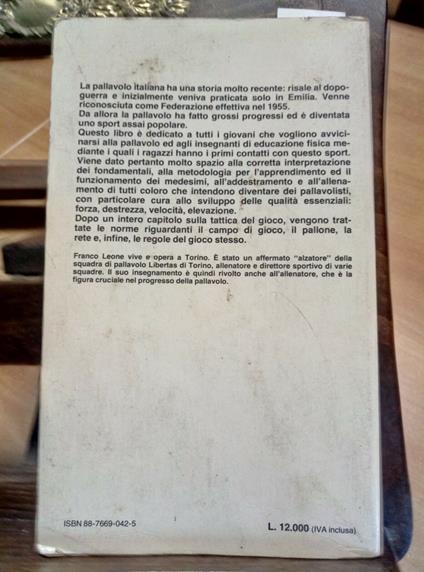 La pallavolo italiana ha una storia molto recente: risale al dopo-
guerra e inizialmente veniva praticata solo in Emilia. Venne
riconosciuta come Federazione effettiva nel 1955.
Da allora la pallavolo ha fatto grossi progressi ed è diventata
uno sport assai popolare.
Questo libro è dedicato a tutti i giovani che vogliono avvici-
narsi alla pallavolo ed agli insegnanti di educazione fisica me-
diante i quali i ragazzi hanno i primi contatti con questo sport.
Viene dato pertanto molto spazio alla corretta interpretazione
dei fondamentali, alla metodologia per l'apprendimento ed il
funzionamento dei medesimi, all'addestramento e all'allena-
mento di tutti coloro che intendono diventare dei pallavolisti,
con particolare cura allo sviluppo delle qualità essenziali:
forza, destrezza, velocità, elevazione.
Dopo un intero capitolo sulla tattica del gioco, vengono trat-
tate le norme riguardanti il campo di gioco, il pallone, la
rete e, infine, le regole del gioco stesso.
Franco Leone vive e opera a Torino. È stato un affermato "alzatore" della
squadra di pallavolo Libertas di Torino, allenatore e direttore sportivo di varie
squadre. Il suo insegnamento è quindi rivolto anche all'allenatore, che è la
figura cruciale nel progresso della pallavolo.
ISBN 88-7669-042-5
L. 12.000 (IVA inclusa)